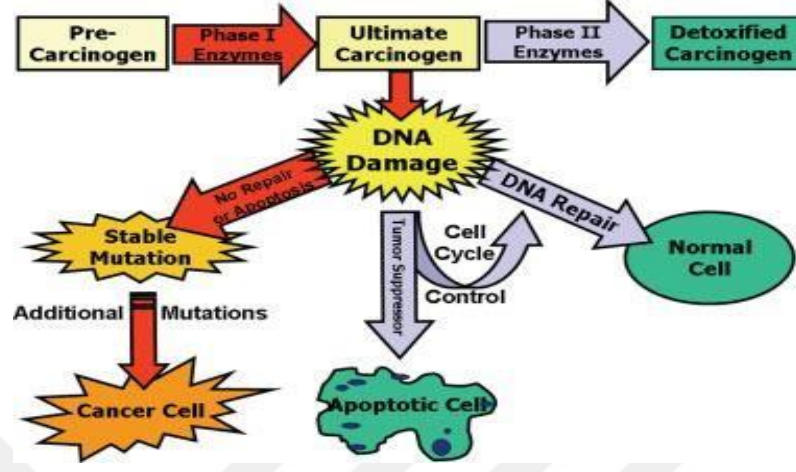 Pre-
Carcinogen
Phase I
Enzymes
Ultimate
Carcinogen
Phase II
Enzymes
Detoxified
Carcinogen
DNA
Damage
No Repair
or Apoptosis
DNA Repair
Stable
Mutation
Tumor Suppressor
Cell
Cycle
Control
Normal
Cell
Additional
Mutations
Cancer Cell
Apoptotic Cell